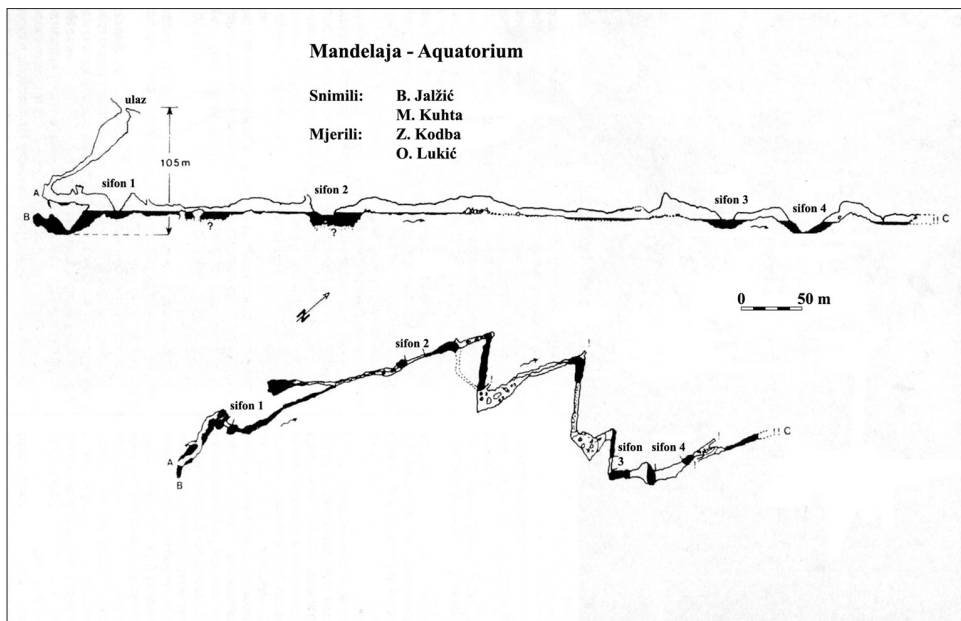 Mandelaja - Aquatorium
Snimili: B. Jalžić
M. Kuhta
Mjerili: Z. Kodba
O. Lukić
ulaz
105m
A
B
sifon 1
?
sifon 2
?
sifon 3
sifon 4
C
N
0 50 m
sifon 2
sifon 1
A
B
sifon 3
sifon 4
C